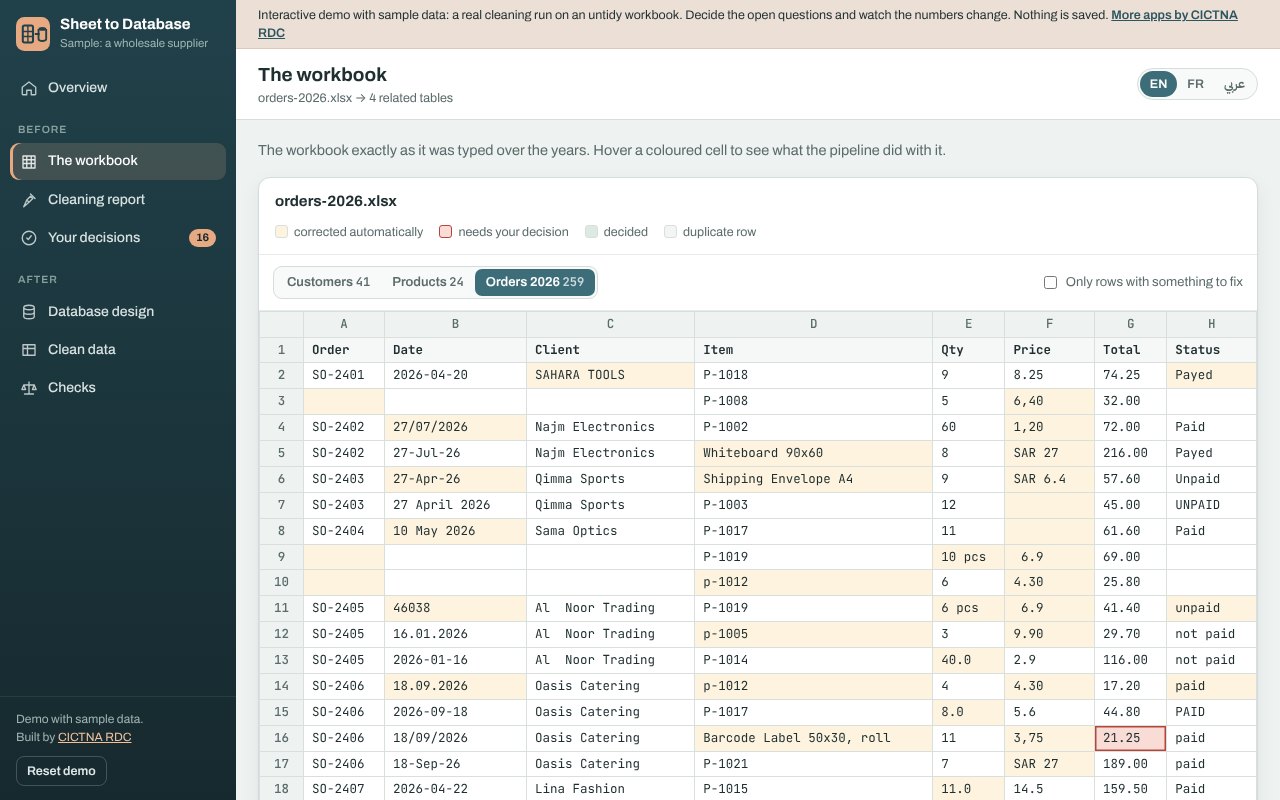 Sheet to Database
Sample: a wholesale supplier
Overview
BEFORE
The workbook
Cleaning report
Your decisions 16
AFTER
Database design
Clean data
Checks
Demo with sample data.
Built by CICTNA RDC
Reset demo
Interactive demo with sample data: a real cleaning run on an untidy workbook. Decide the open questions and watch the numbers change. Nothing is saved. More apps by CICTNA
RDC
The workbook
orders-2026.xlsx → 4 related tables
EN FR عربي
The workbook exactly as it was typed over the years. Hover a coloured cell to see what the pipeline did with it.
orders-2026.xlsx
corrected automatically needs your decision decided duplicate row
Customers 41 Products 24 Orders 2026 259 Only rows with something to fix
A B C D E F G H
1 Order Date Client Item Qty Price Total Status
2 SO-2401 2026-04-20 SAHARA TOOLS P-1018 9 8.25 74.25 Payed
3 P-1008 5 6,40 32.00
4 SO-2402 27/07/2026 Najm Electronics P-1002 60 1,20 72.00 Paid
5 SO-2402 27-Jul-26 Najm Electronics Whiteboard 90x60 8 SAR 27 216.00 Payed
6 SO-2403 27-Apr-26 Qimma Sports Shipping Envelope A4 9 SAR 6.4 57.60 Unpaid
7 SO-2403 27 April 2026 Qimma Sports P-1003 12 45.00 UNPAID
8 SO-2404 10 May 2026 Sama Optics P-1017 11 61.60 Paid
9 P-1019 10 pcs 6.9 69.00
10 p-1012 6 4.30 25.80
11 SO-2405 46038 Al  Noor Trading P-1019 6 pcs 6.9 41.40 unpaid
12 SO-2405 16.01.2026 Al  Noor Trading p-1005 3 9.90 29.70 not paid
13 SO-2405 2026-01-16 Al  Noor Trading P-1014 40.0 2.9 116.00 not paid
14 SO-2406 18.09.2026 Oasis Catering p-1012 4 4.30 17.20 paid
15 SO-2406 2026-09-18 Oasis Catering P-1017 8.0 5.6 44.80 PAID
16 SO-2406 18/09/2026 Oasis Catering Barcode Label 50x30, roll 11 3,75 21.25 paid
17 SO-2406 18-Sep-26 Oasis Catering P-1021 7 SAR 27 189.00 paid
18 SO-2407 2026-04-22 Lina Fashion P-1015 11.0 14.5 159.50 Paid